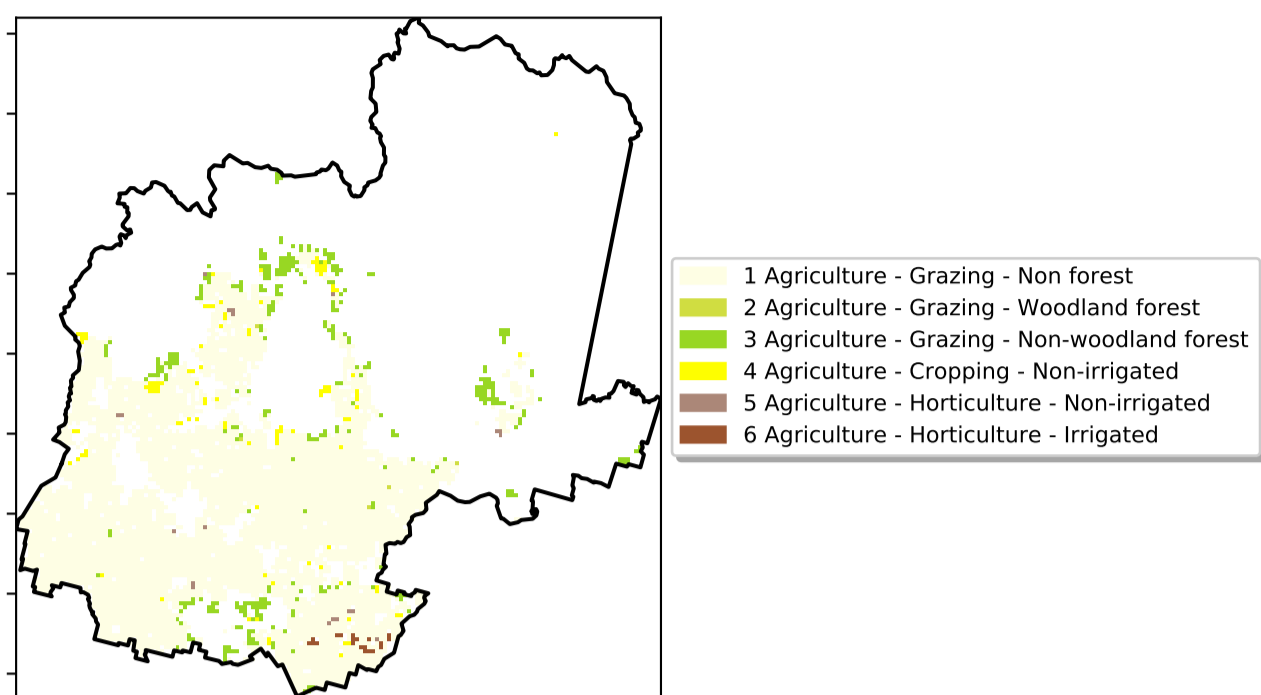 1 Agriculture - Grazing - Non forest
2 Agriculture - Grazing - Woodland forest
3 Agriculture - Grazing - Non-woodland forest
4 Agriculture - Cropping - Non-irrigated
5 Agriculture - Horticulture - Non-irrigated
6 Agriculture - Horticulture - Irrigated